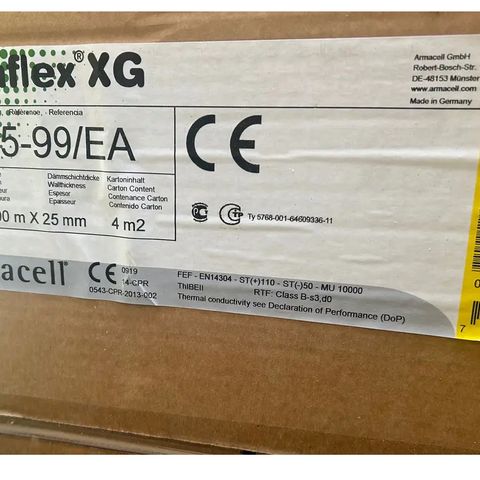 flex® XG
Armacell GmbH
Robert-Bosch-Str.
DE-48153 Münster
www.armacell.com
Made in Germany
Référence, - Referencia
5-99/EA
CE
Dämmschichtdicke Kartoninhalt
Wallthickness Carton Content
Espesor Contenance Carton
Epaisseur Contenido Carton
00 m X 25 mm 4 m2
Ty 5768-001-64609336-11
acell CE 0919
14-CPR
0543-CPR-2013-002
FEF - EN14304 - ST(+)110 - ST(-)50 - MU 10000
RTF: Class B-s3,d0
Thermal conductivity see Declaration of Performance (DoP)
0
7